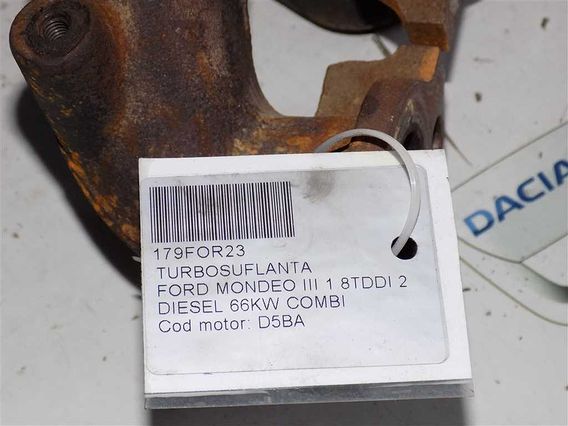 179FOR23
TURBOSUFLANTA
FORD MONDEO III 1 8TDDI 2
DIESEL 66KW COMBI
Cod motor: D5BA
DACIA